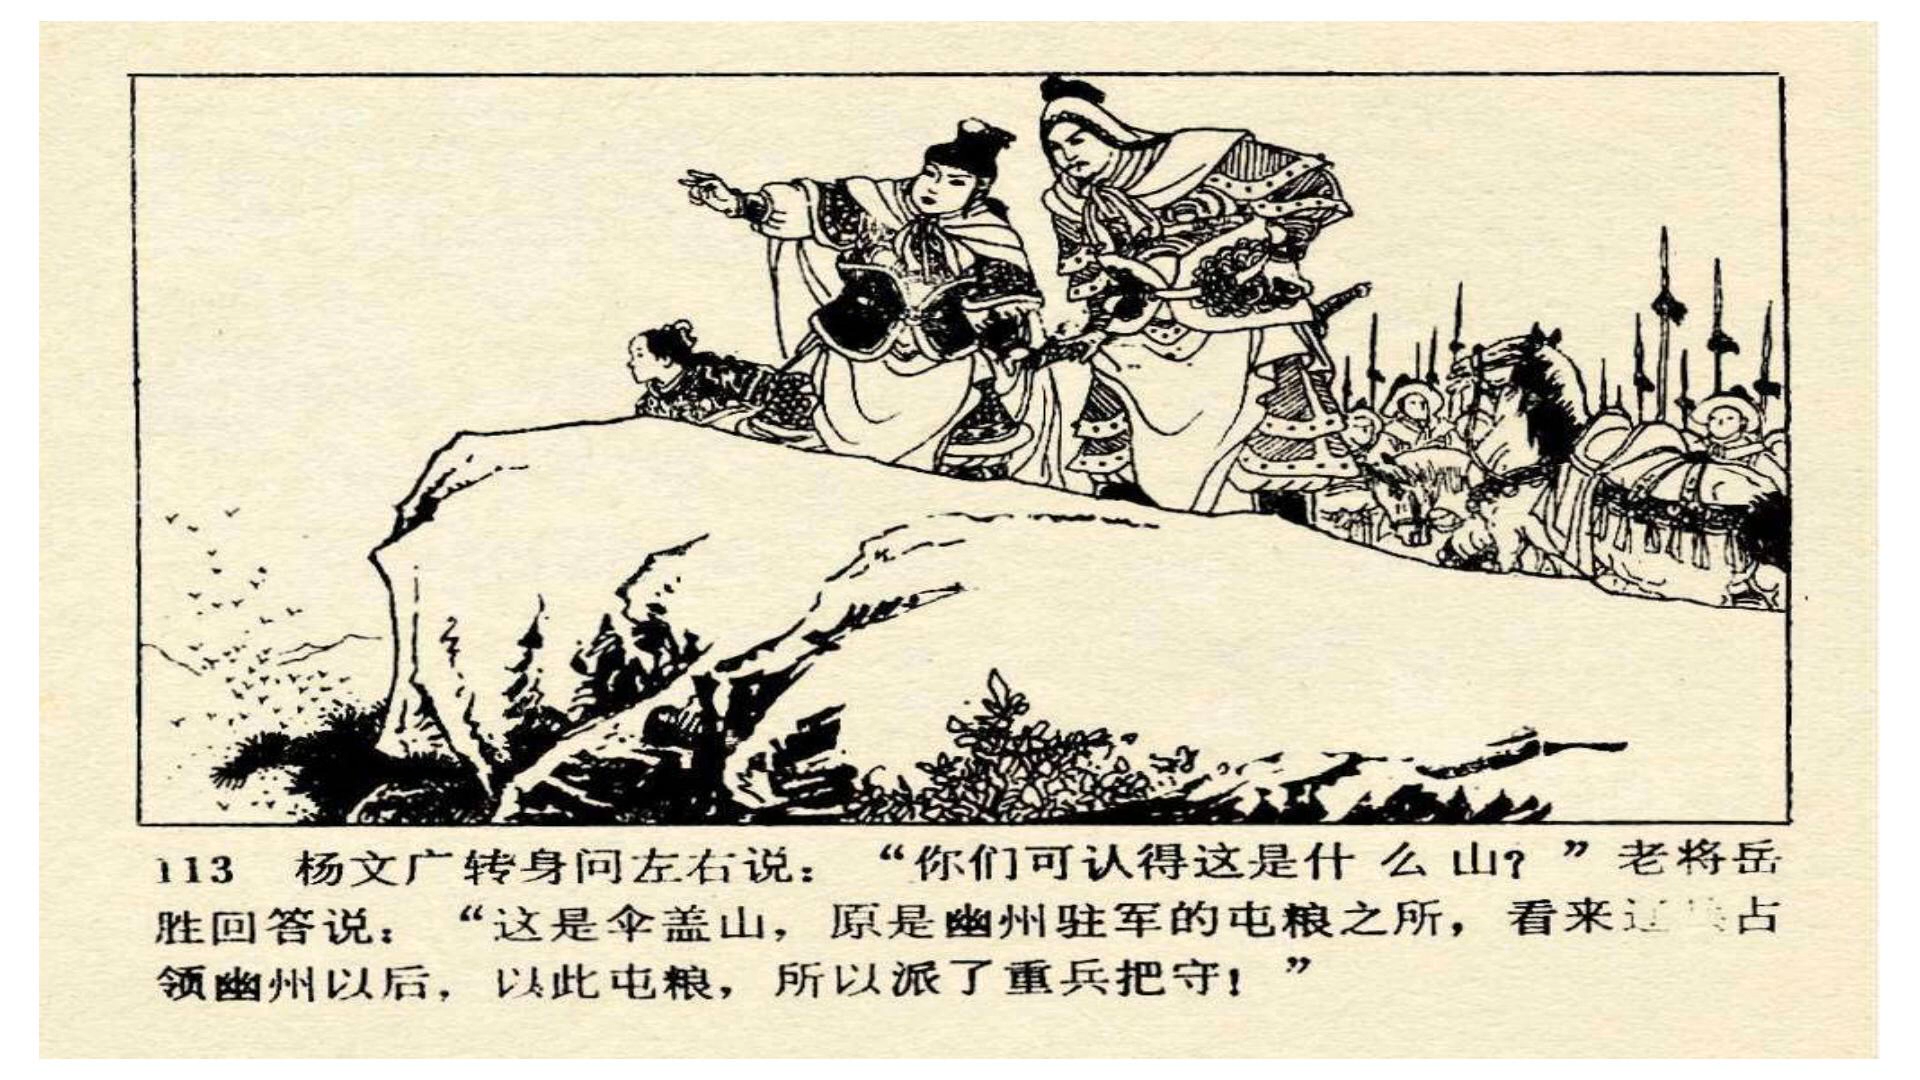 113 杨文广转身问左右说：“你们可认得这是什么山？”老将岳
胜回答说：“这是伞盖山，原是幽州驻军的屯粮之所，看来占
领幽州以后，以此屯粮，所以派了重兵把守！”